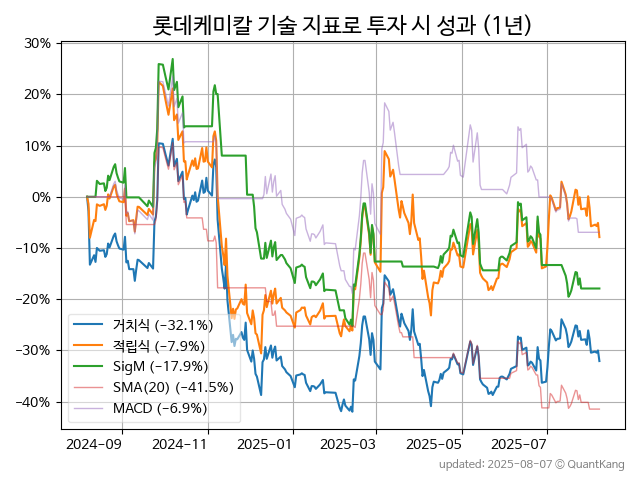 롯데케미칼 기술 지표로 투자 시 성과 (1년)
30%
20%
10%
0%
−10%
−20%
−30%
−40%
거치식 (−32.1%)
적립식 (−7.9%)
SigM (−17.9%)
SMA(20) (−41.5%)
MACD (−6.9%)
2024-09
2024-11
2025-01
2025-03
2025-05
2025-07
updated: 2025-08-07 © QuantKang